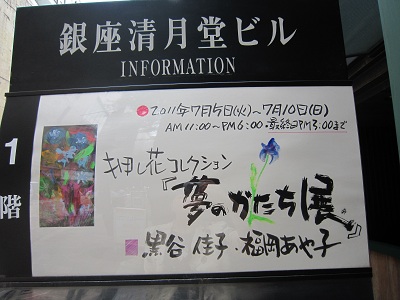 銀座清月堂ビル
INFORMATION
1
階
2011年7月5日(火)~7月10日(日)
AM11:00~PM6:00・最終日PM5:00まで
押し花コレクション
『夢のかたち展』
黒谷佳子・福岡あや子